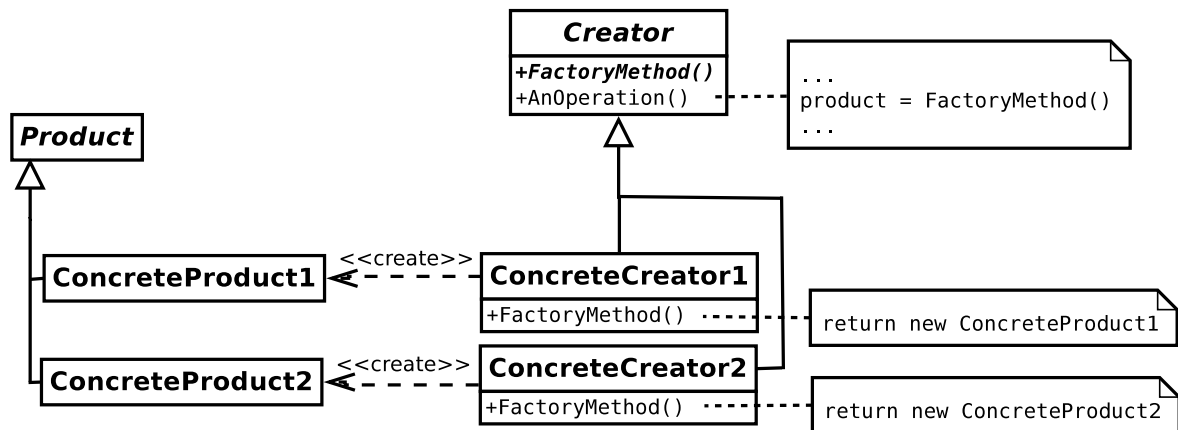 Creator
+FactoryMethod()
+AnOperation()
...
product = FactoryMethod()
...
Product
ConcreteProduct1
<<create>>
ConcreteCreator1
+FactoryMethod()
return new ConcreteProduct1
ConcreteProduct2
<<create>>
ConcreteCreator2
+FactoryMethod()
return new ConcreteProduct2